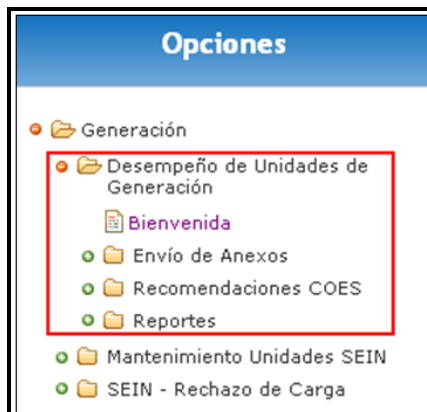 Opciones
Generación
Desempeño de Unidades de
Generación
Bienvenida
Envío de Anexos
Recomendaciones COES
Reportes
Mantenimiento Unidades SEIN
SEIN - Rechazo de Carga